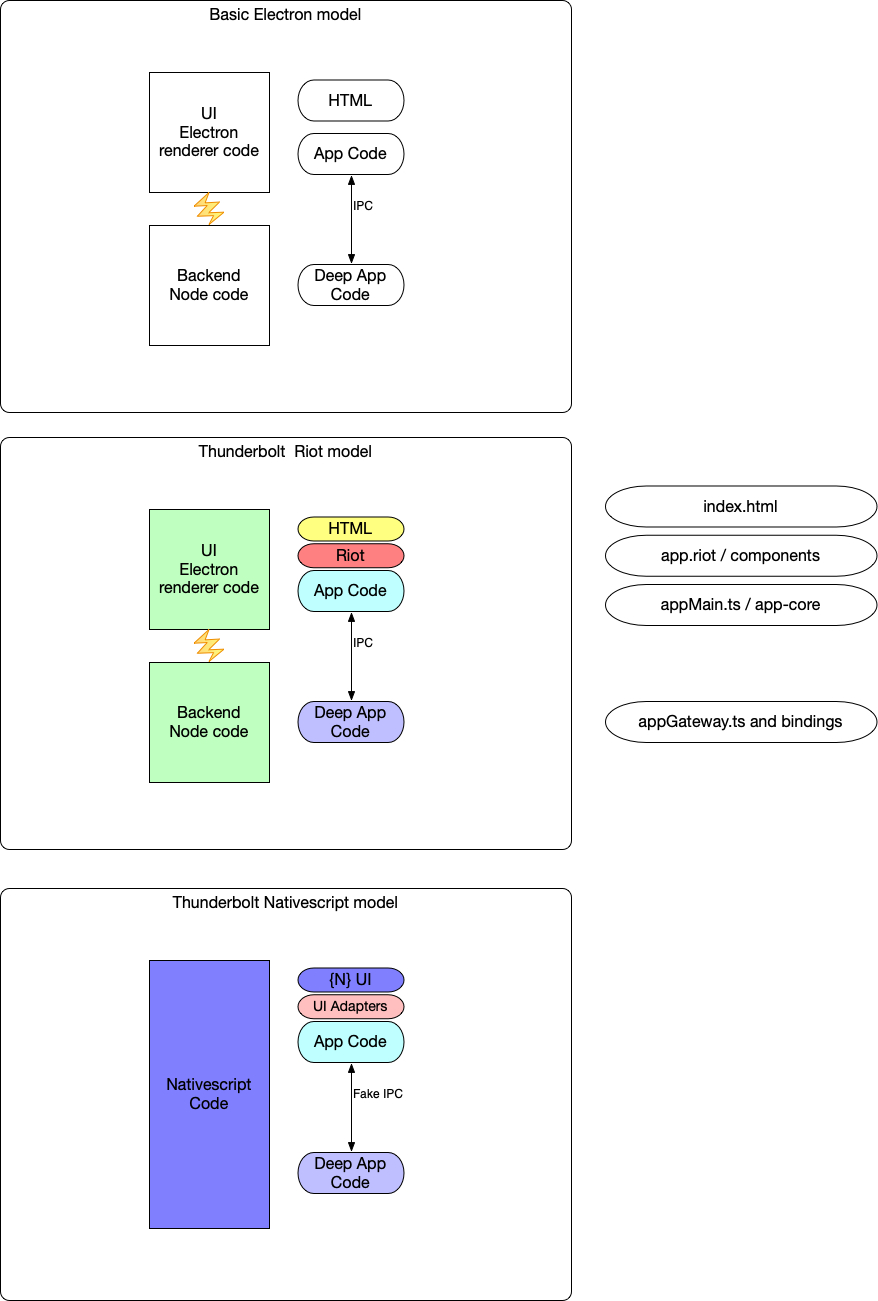 Basic Electron model
UI
Electron
renderer code
HTML
App Code
IPC
Backend
Node code
Deep App
Code
Thunderbolt  Riot model
UI
Electron
renderer code
HTML
Riot
App Code
IPC
Backend
Node code
Deep App
Code
index.html
app.riot / components
appMain.ts / app-core
appGateway.ts and bindings
Thunderbolt Nativescript model
Nativescript
Code
{N} UI
UI Adapters
App Code
Fake IPC
Deep App
Code